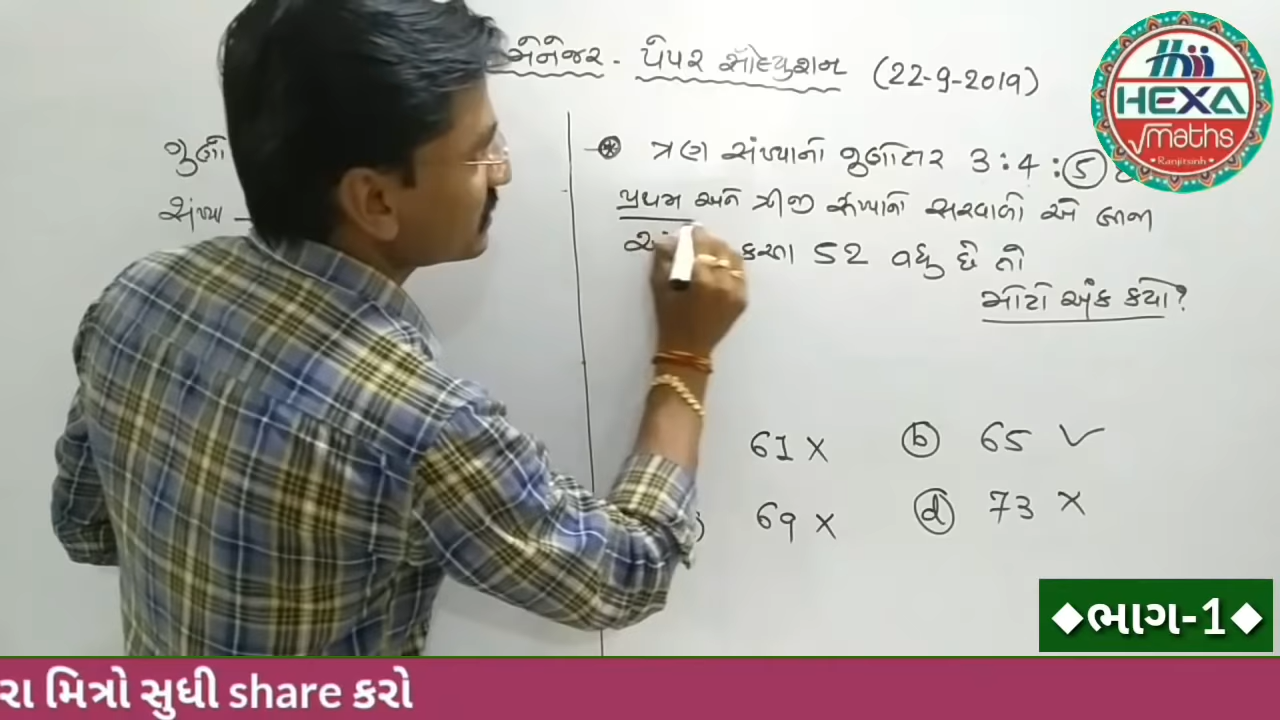 મેનેજર - પેપર સોલ્યુશન (22-9-2019)
HEXA
√maths
Ranjitsinh
ગુણો
સંખ્યા -
* ત્રણ સંખ્યાનો ગુણોત્તર 3 : 4 : 5
પ્રથમ અને ત્રીજી સંખ્યાનો સરવાળો એ બીજા
કરતા 52 વધુ છે તો
મોટો અંક કયો?
61 X (b) 65 ✓
69 X (d) 73 X
◆ભાગ-1◆
રા મિત્રો સુધી share કરો